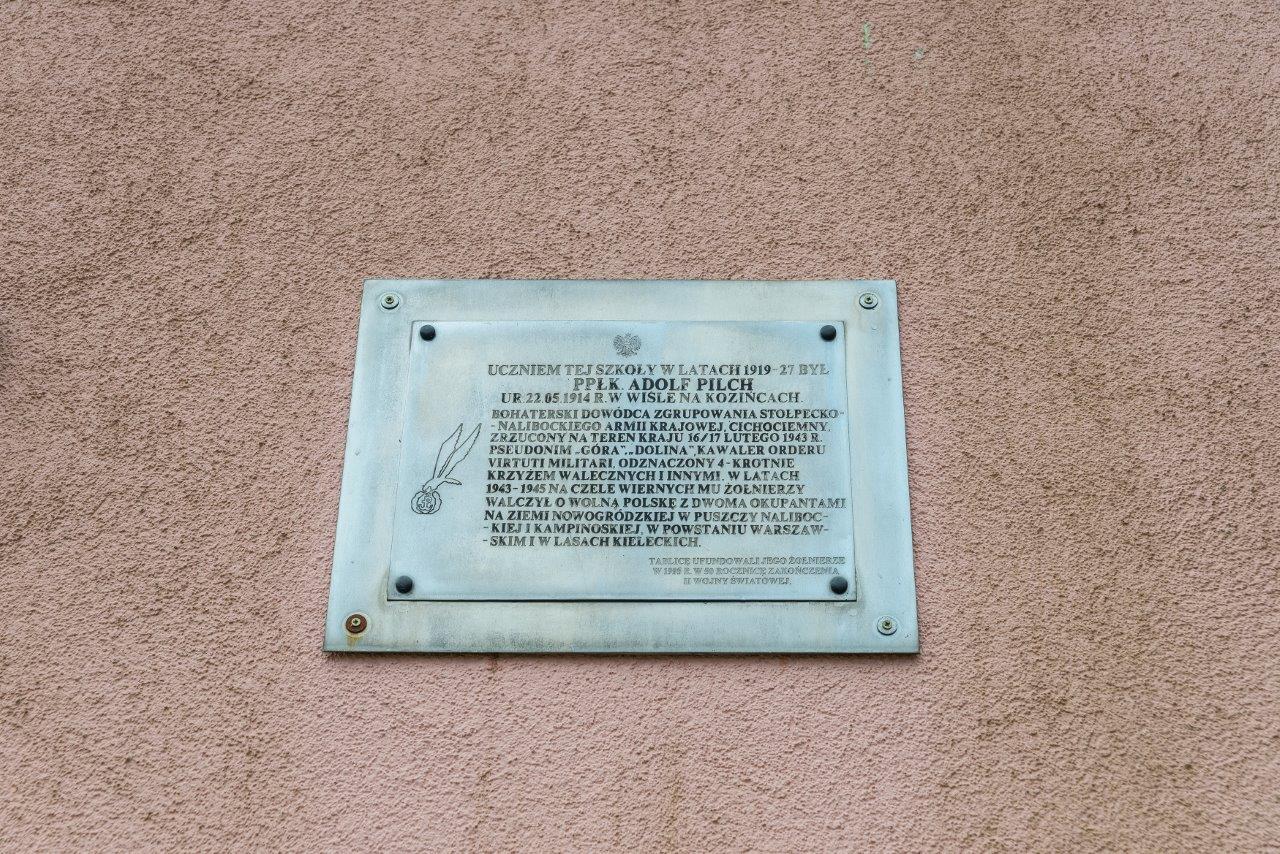 UCZNIEM TEJ SZKOŁY W LATACH 1919-27 BYŁ
PPŁK. ADOLF PILCH
UR. 22.05.1914 R. W WIŚLE NA KOZIŃCACH.
BOHATERSKI DOWÓDCA ZGRUPOWANIA STOŁPECKO-
-NALIBOCKIEGO ARMII KRAJOWEJ, CICHOCIEMNY.
ZRZUCONY NA TEREN KRAJU 16/17 LUTEGO 1943 R.
PSEUDONIM „GÓRA”, „DOLINA”, KAWALER ORDERU
VIRTUTI MILITARI, ODZNACZONY 4-KROTNIE
KRZYŻEM WALECZNYCH I INNYMI. W LATACH
1943-1945 NA CZELE WIERNYCH MU ŻOŁNIERZY
WALCZYŁ O WOLNĄ POLSKĘ Z DWOMA OKUPANTAMI
NA ZIEMI NOWOGRÓDZKIEJ W PUSZCZY NALIBOC-
-KIEJ I KAMPINOSKIEJ, W POWSTANIU WARSZAW-
-SKIM I W LASACH KIELECKICH.
TABLICĘ UFUNDOWALI JEGO ŻOŁNIERZE
W 1995 R. W 50 ROCZNICĘ ZAKOŃCZENIA
II WOJNY ŚWIATOWEJ.